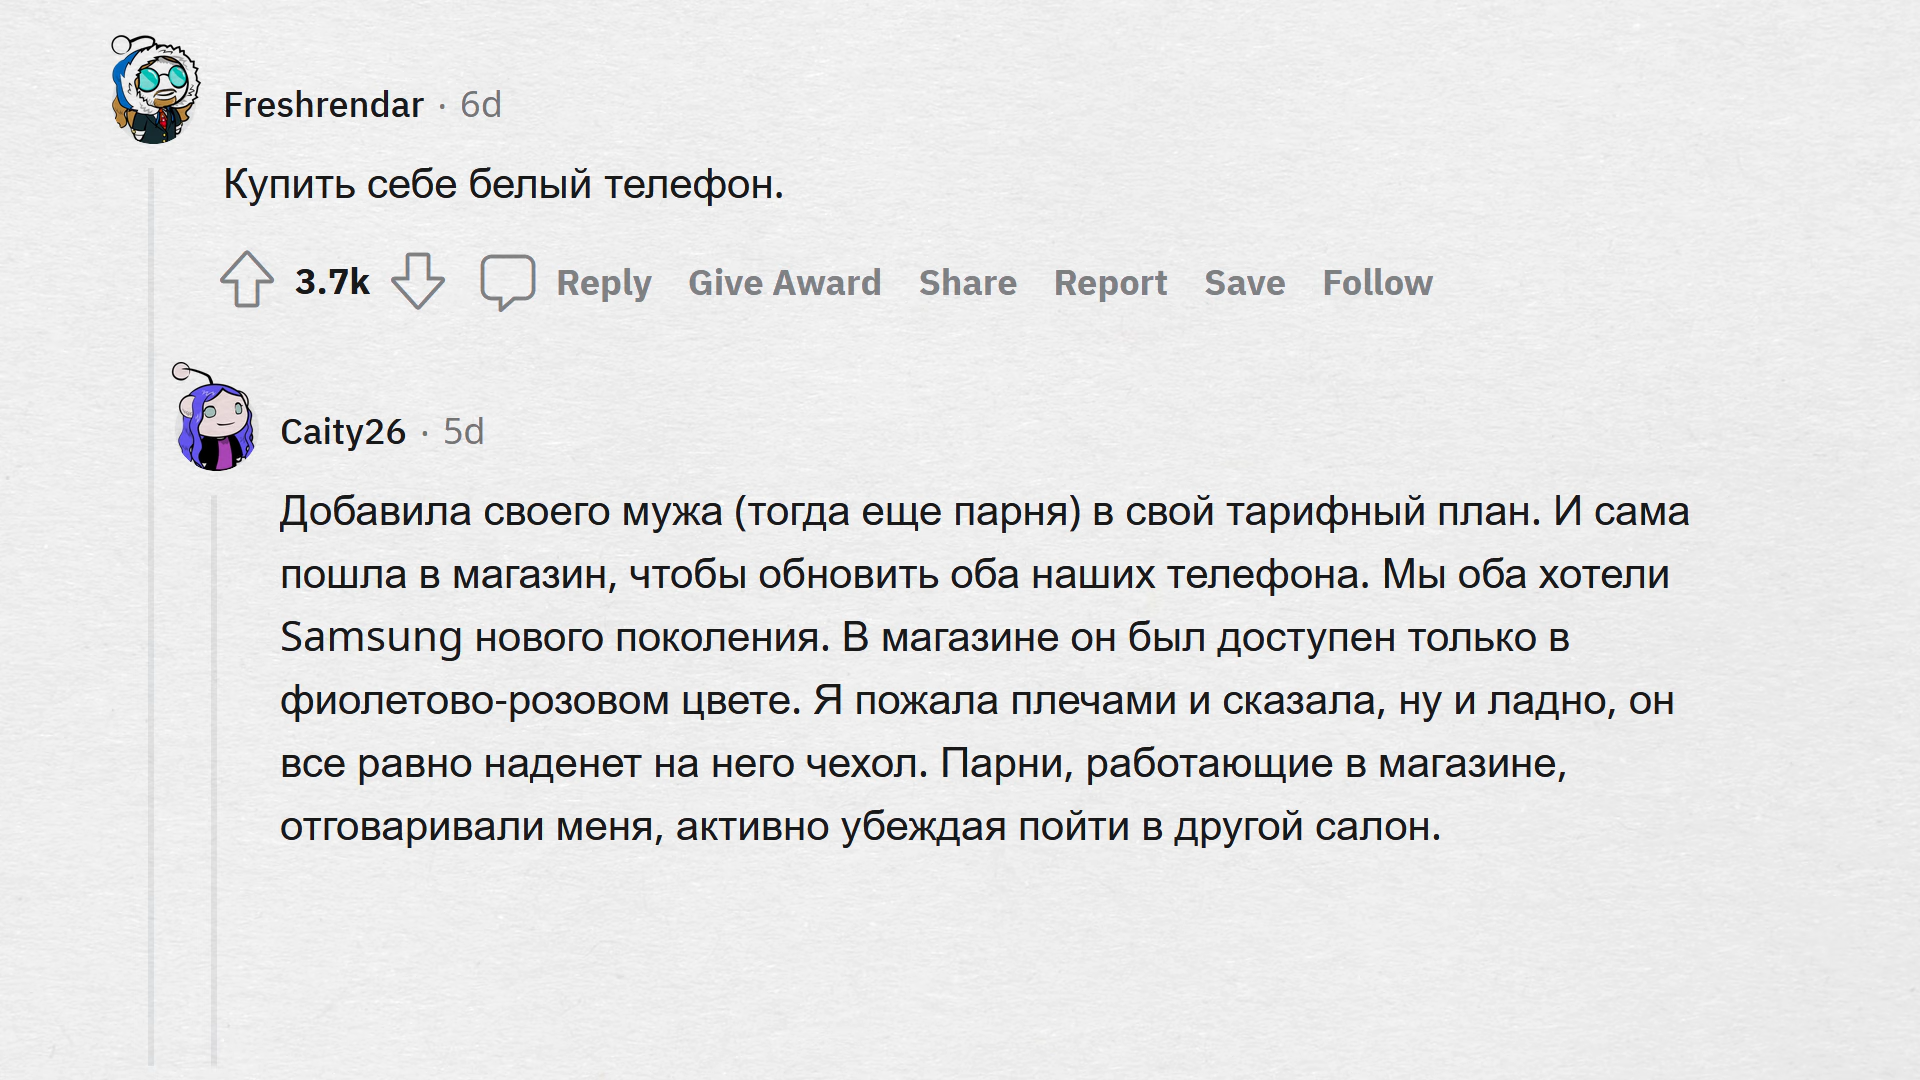 Freshrendar · 6d
Купить себе белый телефон.
3.7k Reply Give Award Share Report Save Follow
Caity26 · 5d
Добавила своего мужа (тогда еще парня) в свой тарифный план. И сама
пошла в магазин, чтобы обновить оба наших телефона. Мы оба хотели
Samsung нового поколения. В магазине он был доступен только в
фиолетово-розовом цвете. Я пожала плечами и сказала, ну и ладно, он
все равно наденет на него чехол. Парни, работающие в магазине,
отговаривали меня, активно убеждая пойти в другой салон.